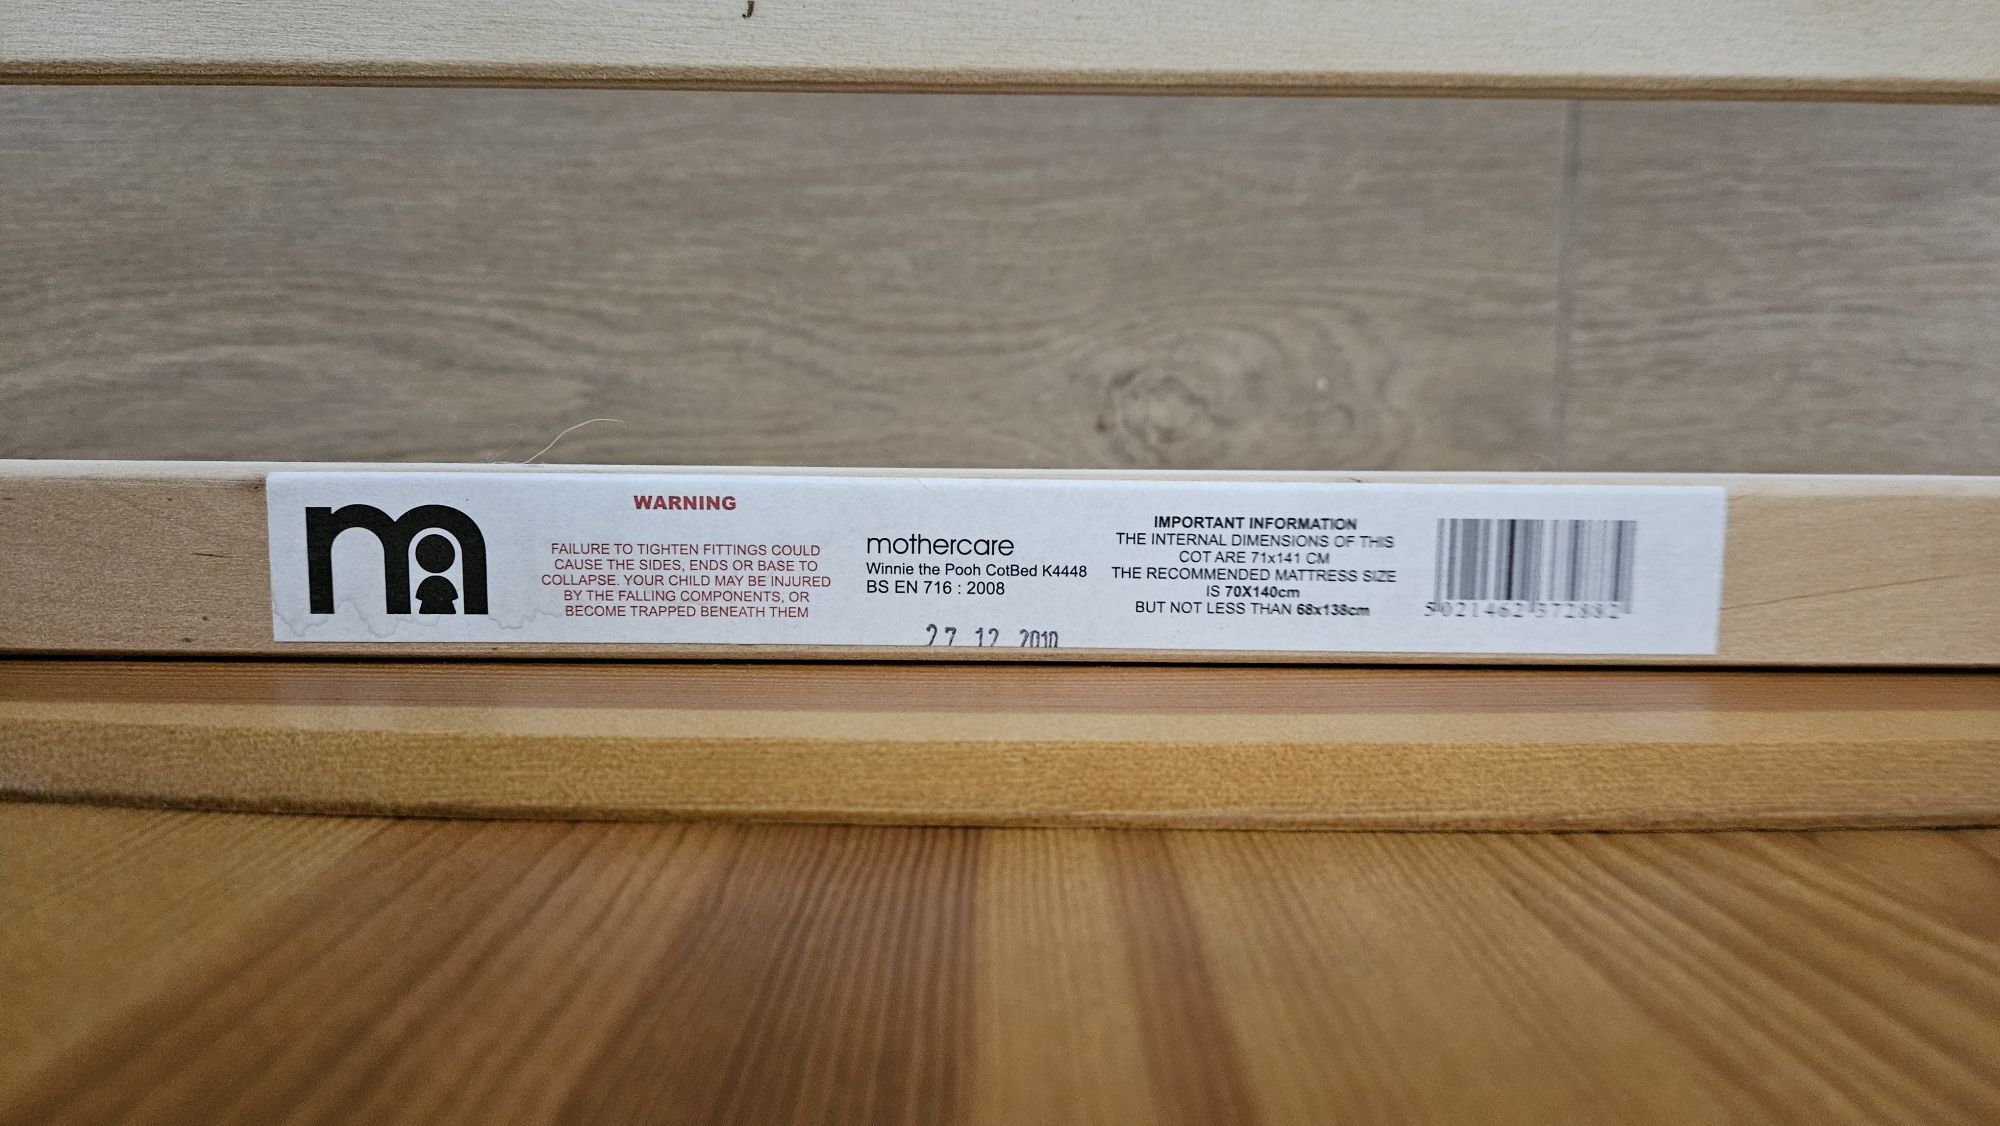 WARNING
FAILURE TO TIGHTEN FITTINGS COULD
CAUSE THE SIDES, ENDS OR BASE TO
COLLAPSE. YOUR CHILD MAY BE INJURED
BY THE FALLING COMPONENTS, OR
BECOME TRAPPED BENEATH THEM
mothercare
Winnie the Pooh CotBed K4448
BS EN 716 : 2008
27 12 2010
IMPORTANT INFORMATION
THE INTERNAL DIMENSIONS OF THIS
COT ARE 71x141 CM
THE RECOMMENDED MATTRESS SIZE
IS 70X140cm
BUT NOT LESS THAN 68x138cm
5 021462 372882